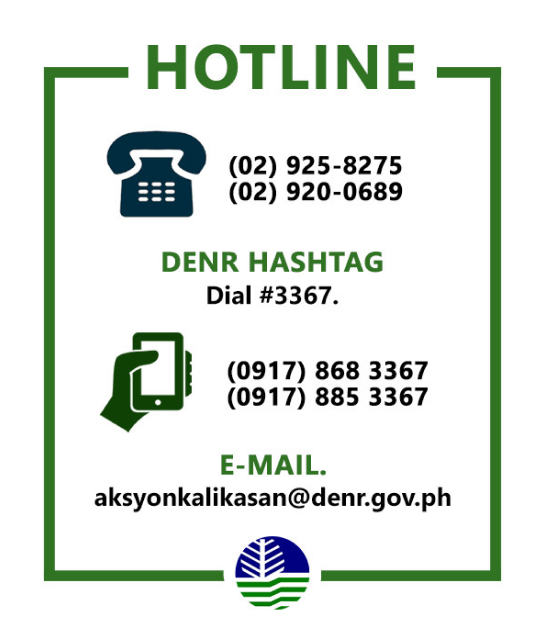 HOTLINE
(02) 925-8275
(02) 920-0689
DENR HASHTAG
Dial #3367.
(0917) 868 3367
(0917) 885 3367
E-MAIL.
aksyonkalikasan@denr.gov.ph